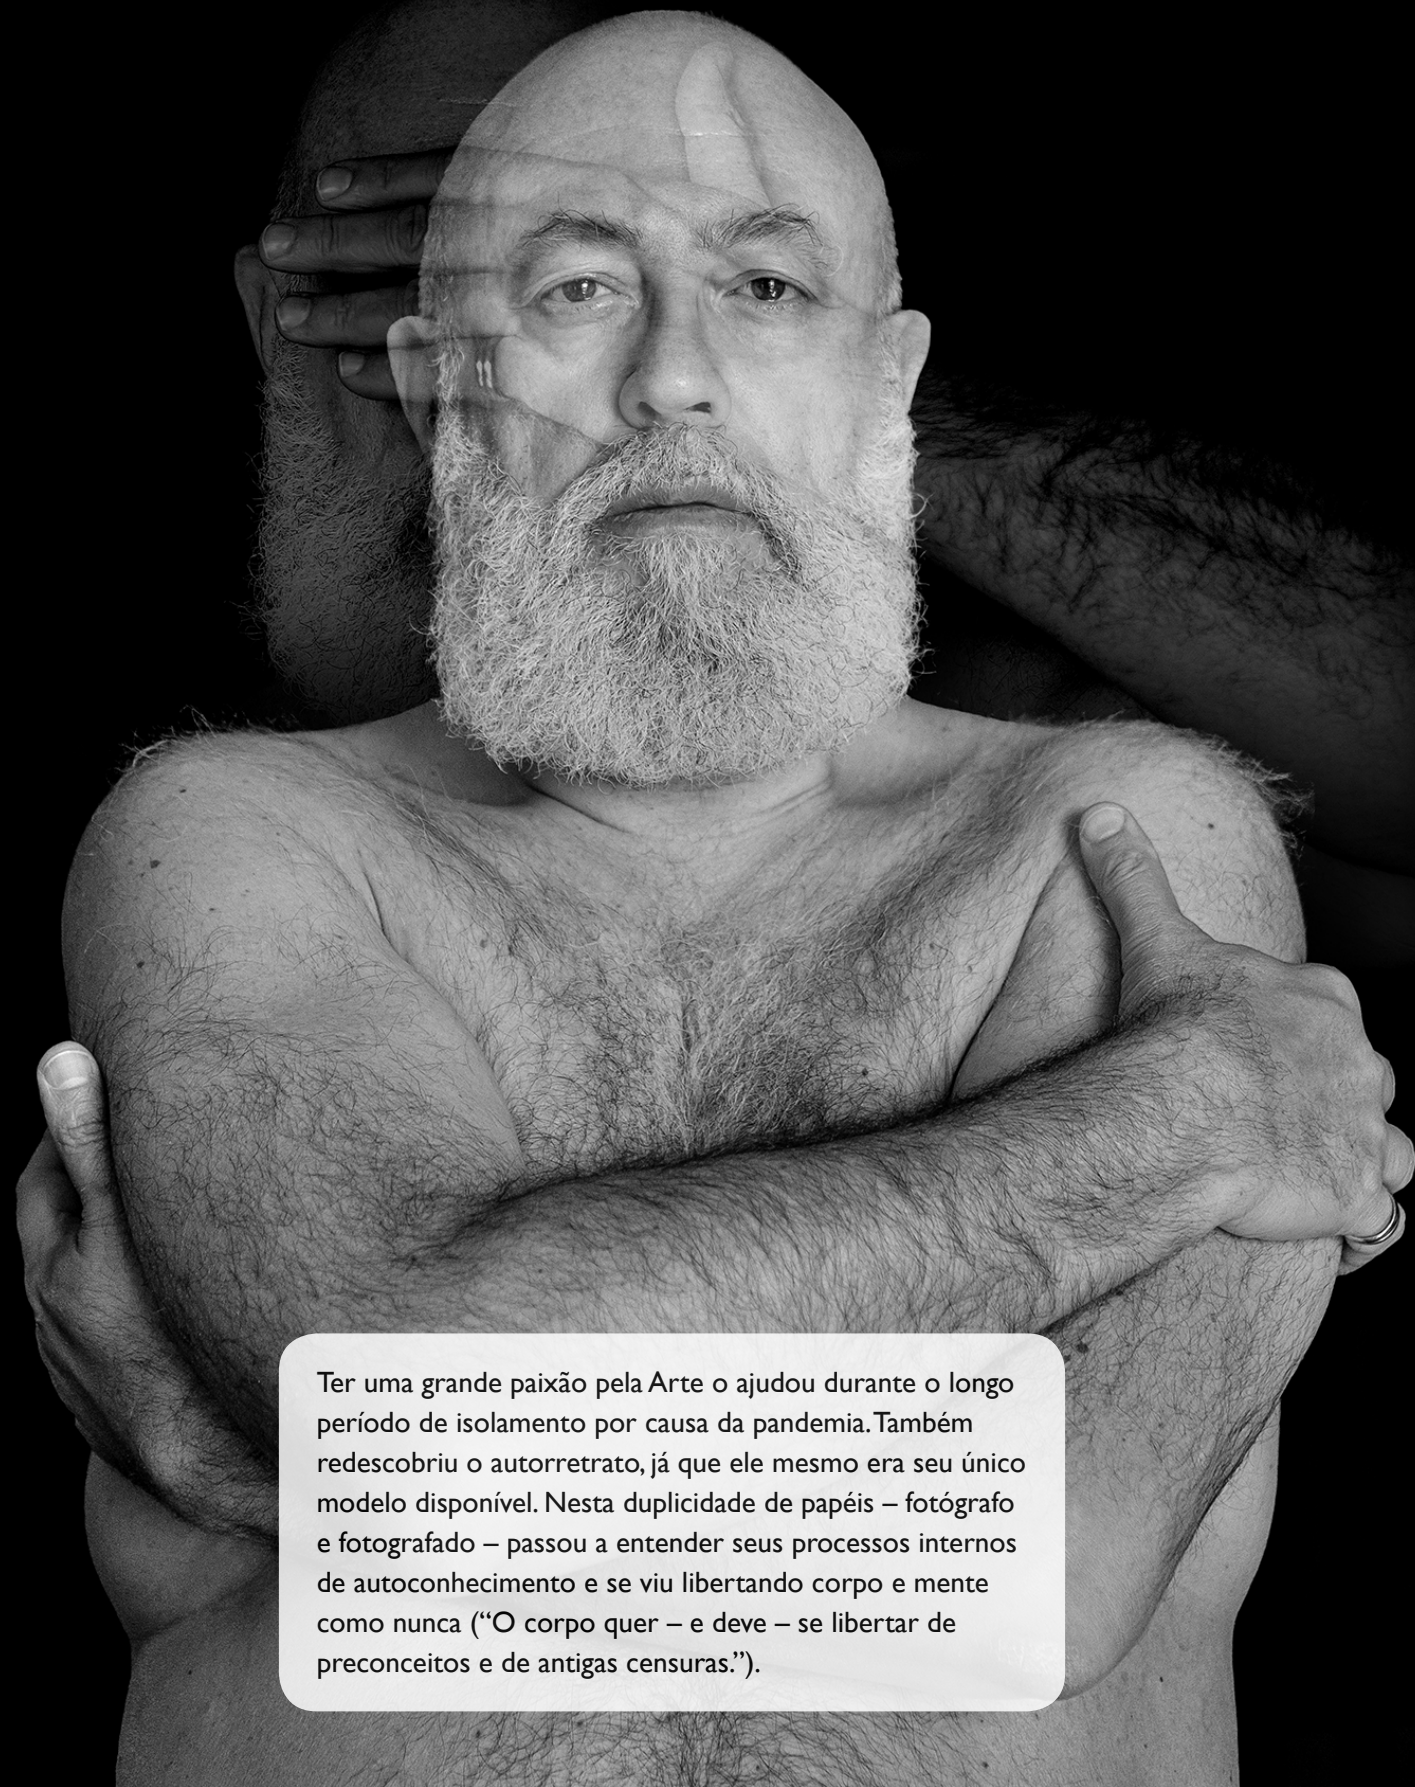 Ter uma grande paixão pela Arte o ajudou durante o longo
período de isolamento por causa da pandemia. Também
redescobriu o autorretrato, já que ele mesmo era seu único
modelo disponível. Nesta duplicidade de papéis – fotógrafo
e fotografado – passou a entender seus processos internos
de autoconhecimento e se viu libertando corpo e mente
como nunca (“O corpo quer – e deve – se libertar de
preconceitos e de antigas censuras.”).